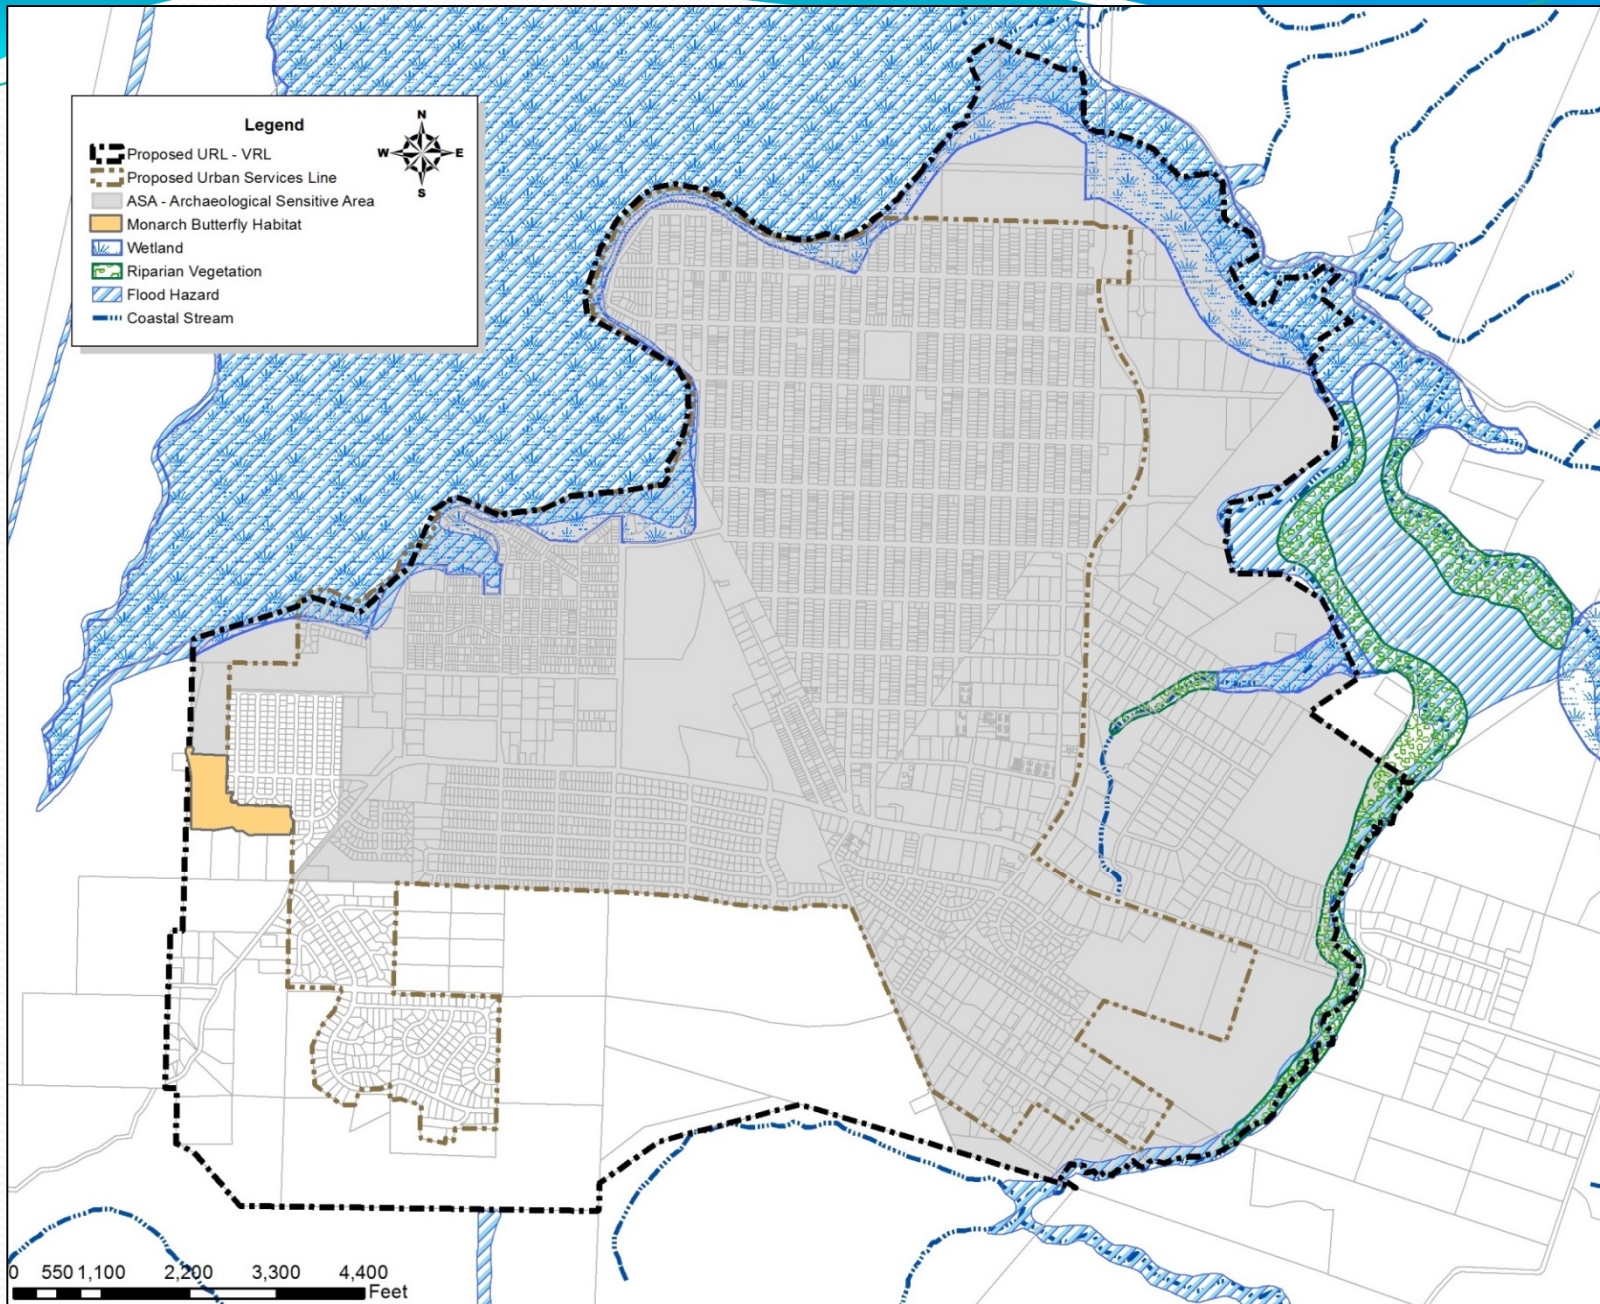 Legend
N
W E
S
Proposed URL - VRL
Proposed Urban Services Line
ASA - Archaeological Sensitive Area
Monarch Butterfly Habitat
Wetland
Riparian Vegetation
Flood Hazard
Coastal Stream
0 550 1,100 2,200 3,300 4,400
Feet